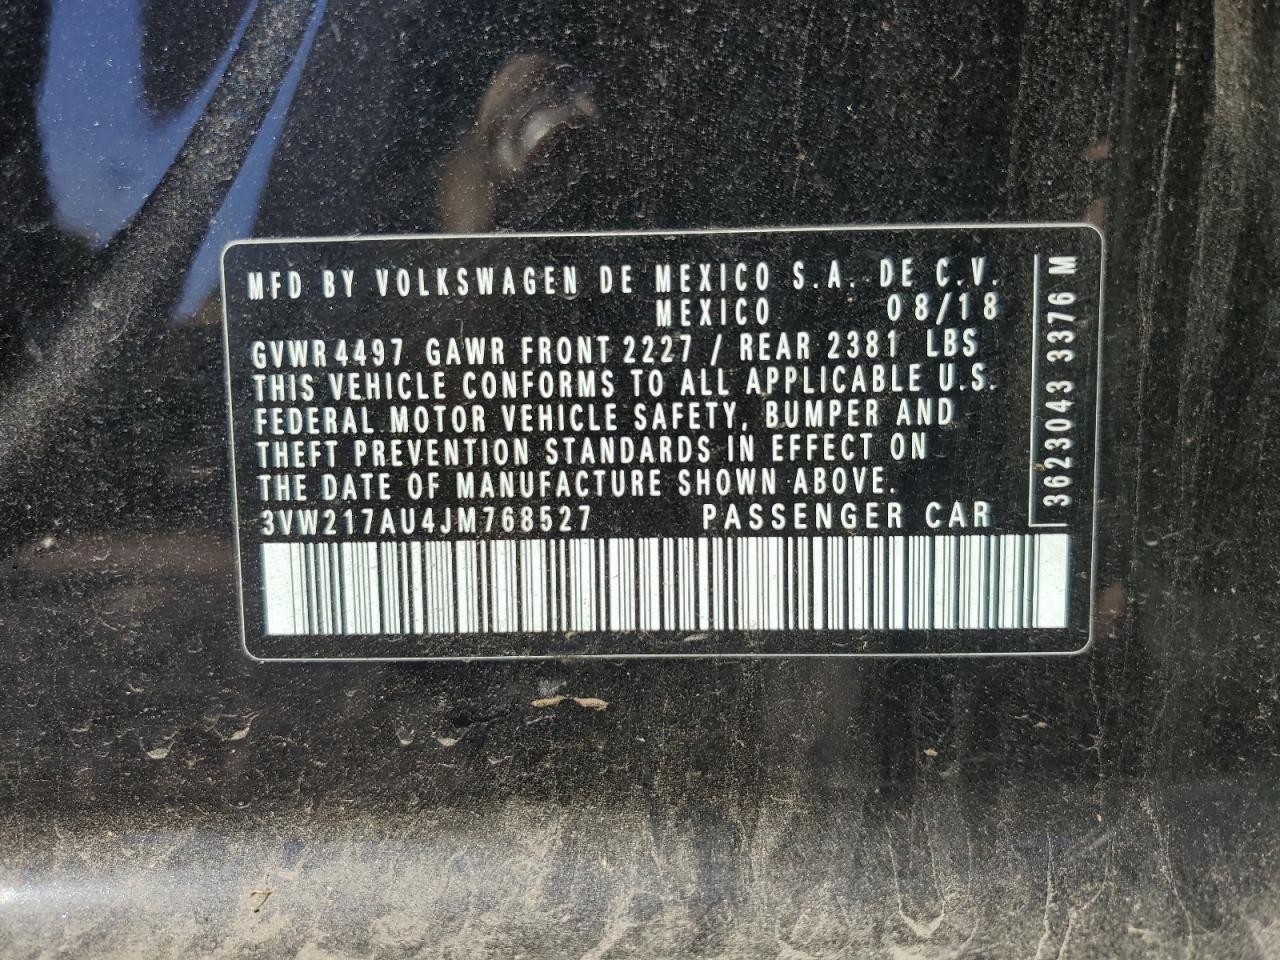 MFD BY VOLKSWAGEN DE MEXICO S.A. DE C.V.
MEXICO 08/18
GVWR 4497 GAWR FRONT 2227 / REAR 2381 LBS
THIS VEHICLE CONFORMS TO ALL APPLICABLE U.S.
FEDERAL MOTOR VEHICLE SAFETY, BUMPER AND
THEFT PREVENTION STANDARDS IN EFFECT ON
THE DATE OF MANUFACTURE SHOWN ABOVE.
3VW217AU4JM768527 PASSENGER CAR
3623043 3376 M